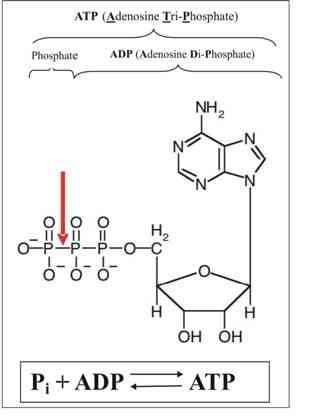 ATP (Adenosine Tri-Phosphate)
Phosphate ADP (Adenosine Di-Phosphate)
NH2
N N
N N
O O O H2
O− P P P O C
O− O− O− O
H H
OH OH
Pi + ADP ⇌ ATP